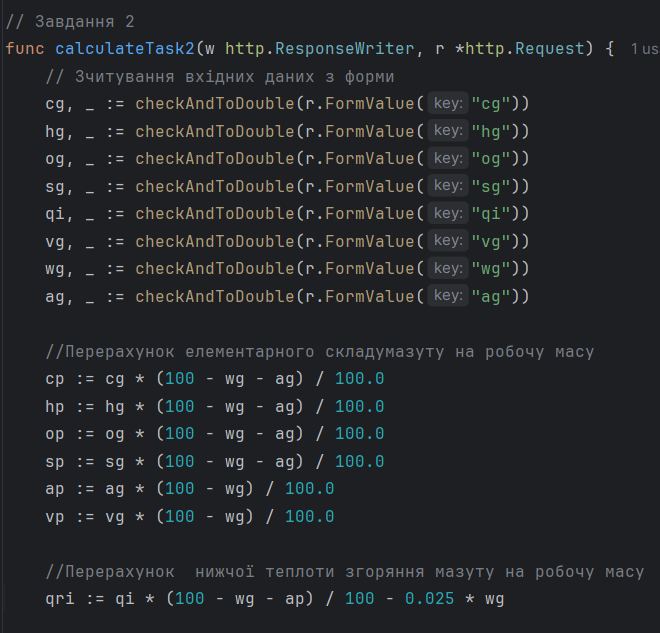 // Завдання 2
func calculateTask2(w http.ResponseWriter, r *http.Request) { 1 us
// Зчитування вхідних даних з форми
cg, _ := checkAndToDouble(r.FormValue( key: "cg"))
hg, _ := checkAndToDouble(r.FormValue( key: "hg"))
og, _ := checkAndToDouble(r.FormValue( key: "og"))
sg, _ := checkAndToDouble(r.FormValue( key: "sg"))
qi, _ := checkAndToDouble(r.FormValue( key: "qi"))
vg, _ := checkAndToDouble(r.FormValue( key: "vg"))
wg, _ := checkAndToDouble(r.FormValue( key: "wg"))
ag, _ := checkAndToDouble(r.FormValue( key: "ag"))
//Перерахунок елементарного складумазуту на робочу масу
cp := cg * (100 - wg - ag) / 100.0
hp := hg * (100 - wg - ag) / 100.0
op := og * (100 - wg - ag) / 100.0
sp := sg * (100 - wg - ag) / 100.0
ap := ag * (100 - wg) / 100.0
vp := vg * (100 - wg) / 100.0
//Перерахунок  нижчої теплоти згоряння мазуту на робочу масу
qri := qi * (100 - wg - ap) / 100 - 0.025 * wg